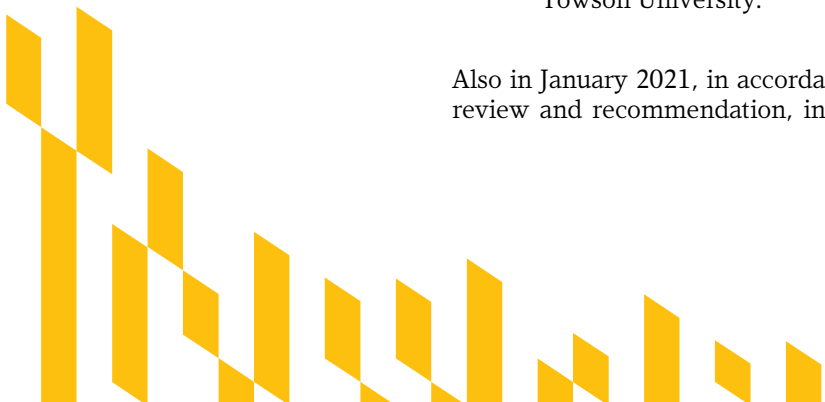 Towson University.
Also in January 2021, in accorda
review and recommendation, in